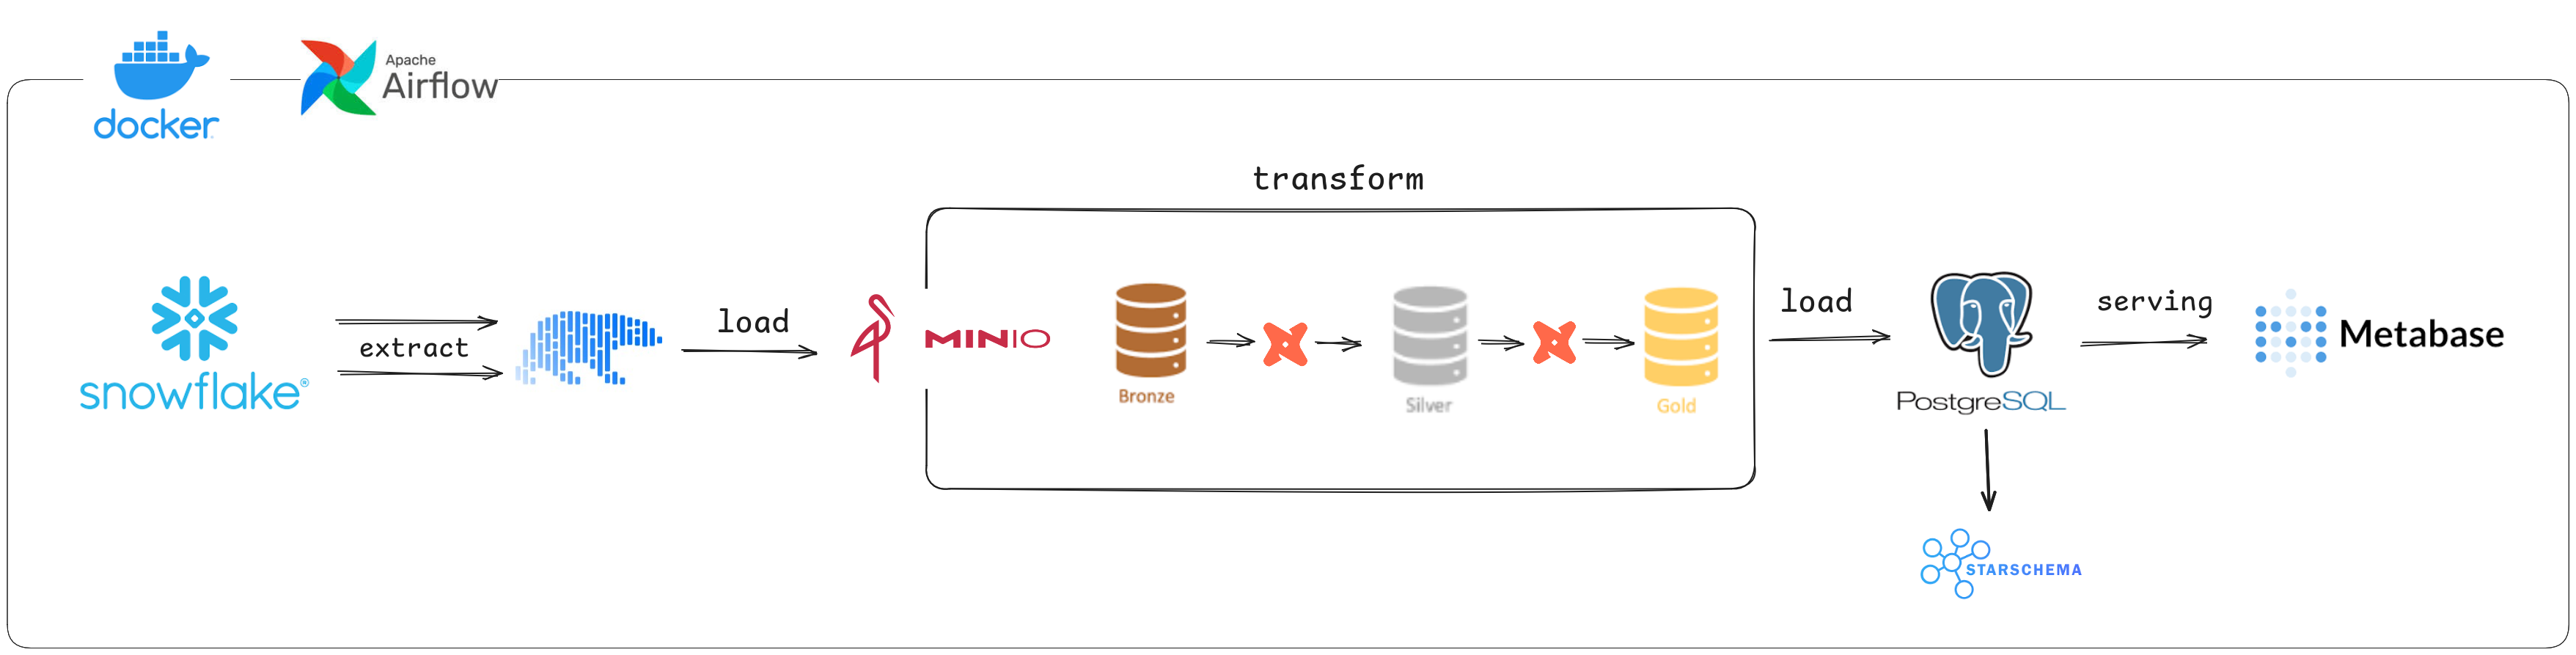 docker
Apache
Airflow
transform
snowflake®
extract
load
MINIO
Bronze
Silver
Gold
load
PostgreSQL
serving
Metabase
STARSCHEMA